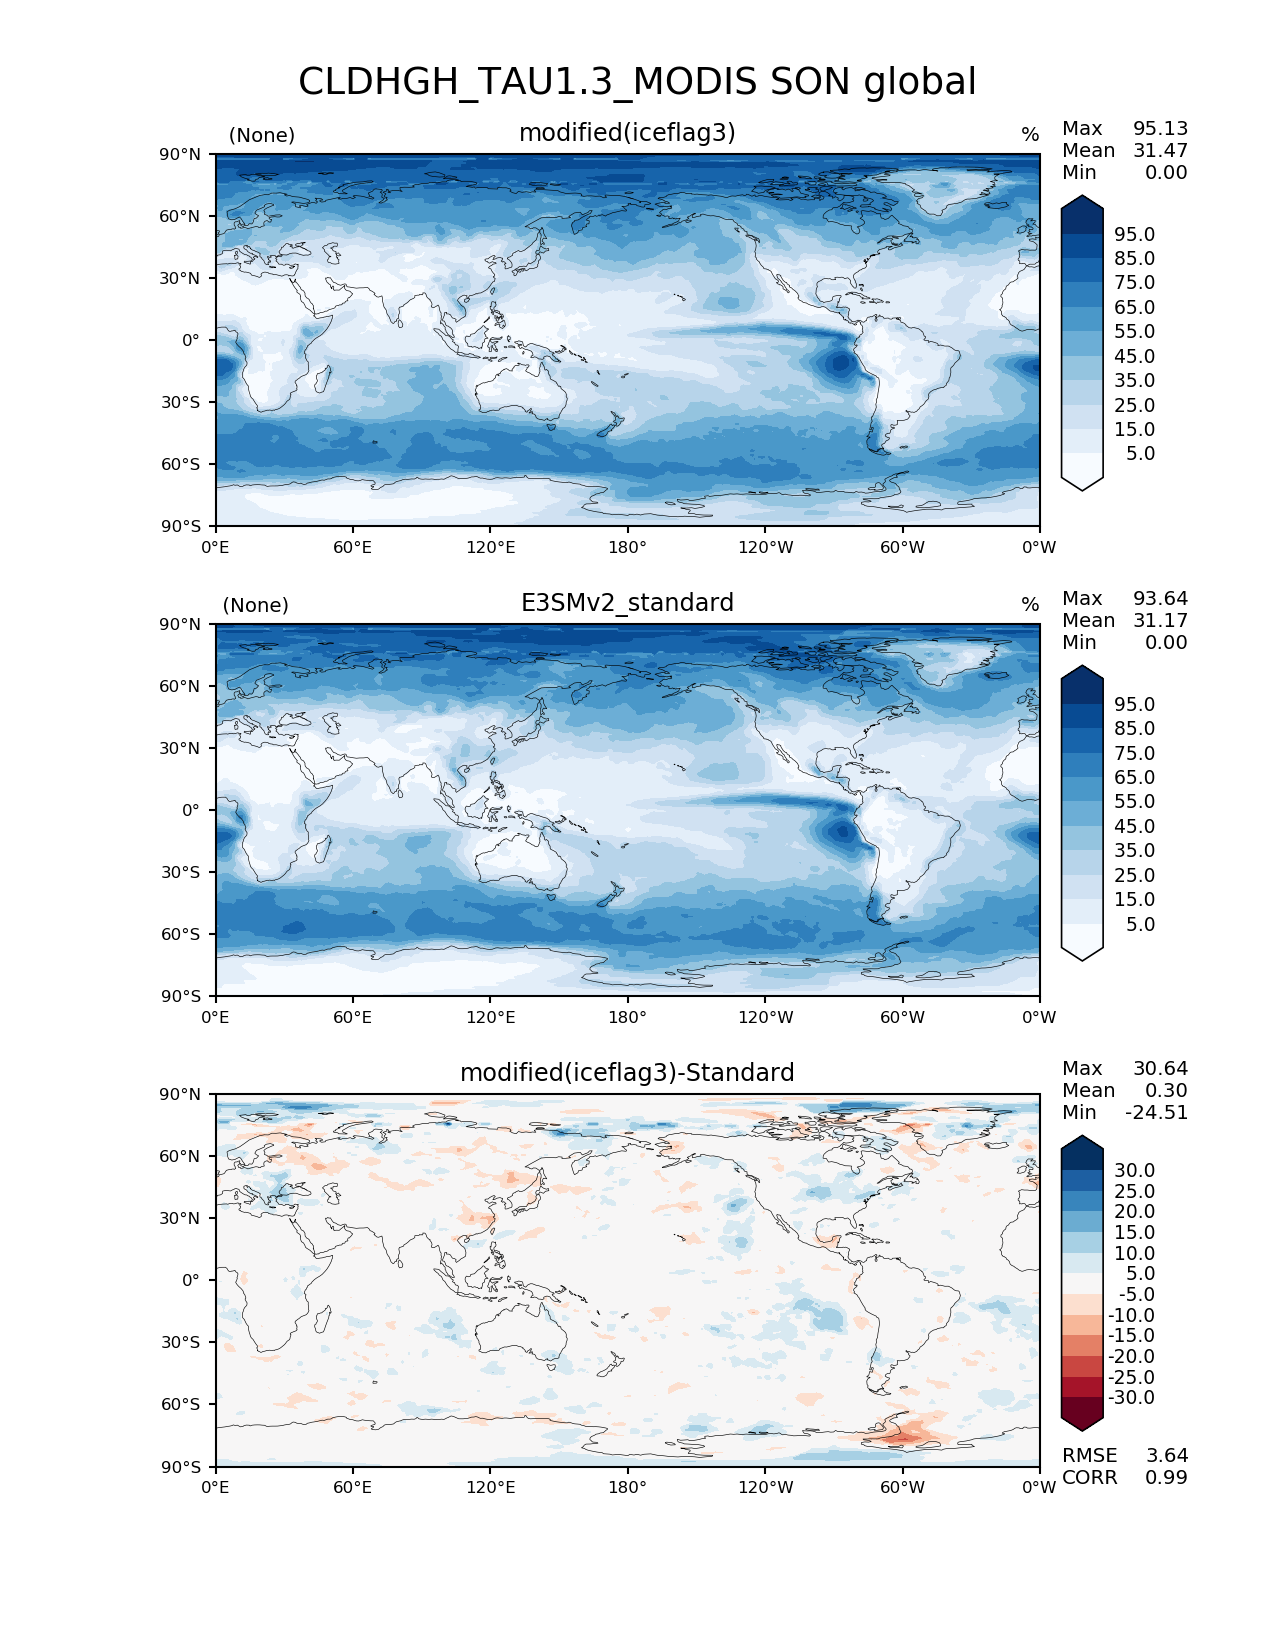 CLDHGH_TAU1.3_MODIS SON global
(None) modified(iceflag3) %
Max 95.13
Mean 31.47
Min 0.00
90°N
60°N
30°N
0°
30°S
60°S
90°S
0°E 60°E 120°E 180° 120°W 60°W 0°W
95.0
85.0
75.0
65.0
55.0
45.0
35.0
25.0
15.0
5.0
(None) E3SMv2_standard %
Max 93.64
Mean 31.17
Min 0.00
90°N
60°N
30°N
0°
30°S
60°S
90°S
0°E 60°E 120°E 180° 120°W 60°W 0°W
95.0
85.0
75.0
65.0
55.0
45.0
35.0
25.0
15.0
5.0
modified(iceflag3)-Standard
Max 30.64
Mean 0.30
Min -24.51
90°N
60°N
30°N
0°
30°S
60°S
90°S
0°E 60°E 120°E 180° 120°W 60°W 0°W
30.0
25.0
20.0
15.0
10.0
5.0
-5.0
-10.0
-15.0
-20.0
-25.0
-30.0
RMSE 3.64
CORR 0.99